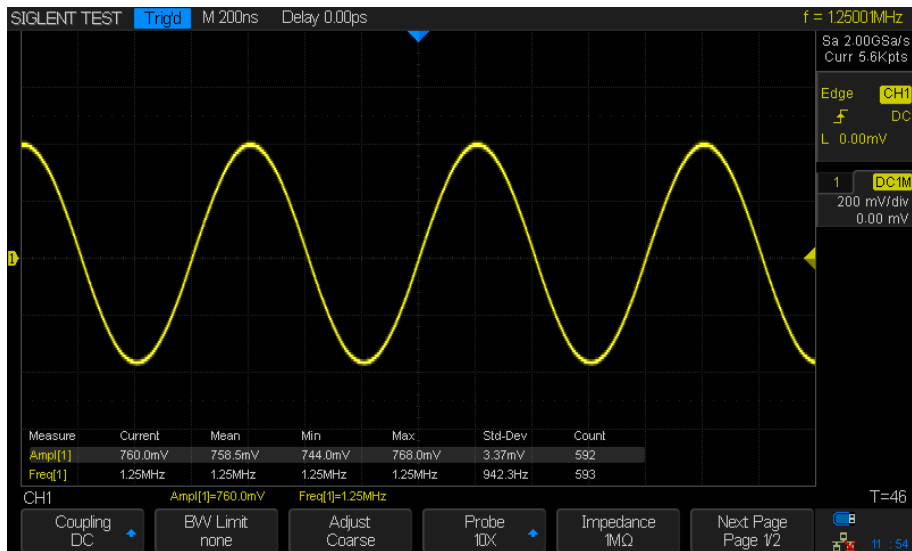 SIGLENT TEST Trig'd M 200ns Delay 0.00ps f = 1.25001MHz
Sa 2.00GSa/s
Curr 5.6Kpts
Edge CH1
DC
L 0.00mV
1 DC1M
200 mV/div
0.00 mV
1
Measure Current Mean Min Max Std-Dev Count
Ampl[1] 760.0mV 758.5mV 744.0mV 768.0mV 3.37mV 592
Freq[1] 1.25MHz 1.25MHz 1.25MHz 1.25MHz 942.3Hz 593
CH1 Ampl[1]=760.0mV Freq[1]=1.25MHz T=46
Coupling BW Limit Adjust Probe Impedance Next Page
DC none Coarse 10X 1MΩ Page 1/2
11 : 54